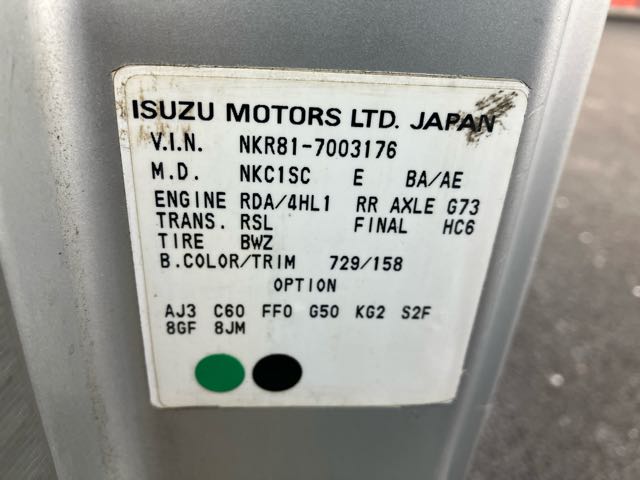 ISUZU MOTORS LTD. JAPAN
V.I.N. NKR81-7003176
M.D. NKC1SC E BA/AE
ENGINE RDA/4HL1 RR AXLE G73
TRANS. RSL FINAL HC6
TIRE BWZ
B.COLOR/TRIM 729/158
OPTION
AJ3 C60 FF0 G50 KG2 S2F
8GF 8JM